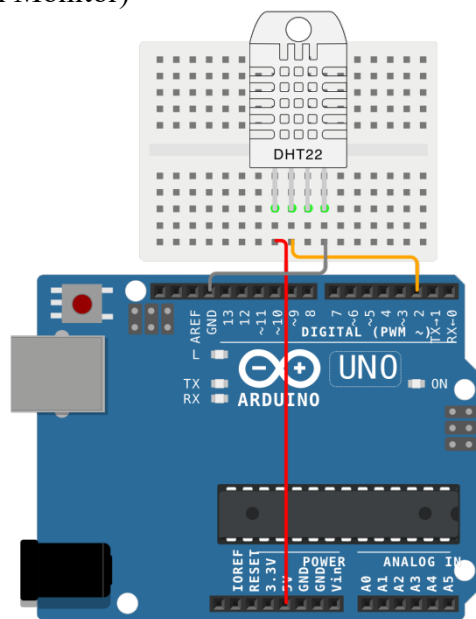 Monitor)
DHT22
AREF
GND
13
12
~11
~10
~9
8
7
~6
~5
4
~3
2
TX→1
RX←0
DIGITAL (PWM ~)
L
TX
RX
ARDUINO
UNO
ON
IOREF
RESET
3.3V
5V
GND
GND
Vin
POWER
ANALOG IN
A0
A1
A2
A3
A4
A5